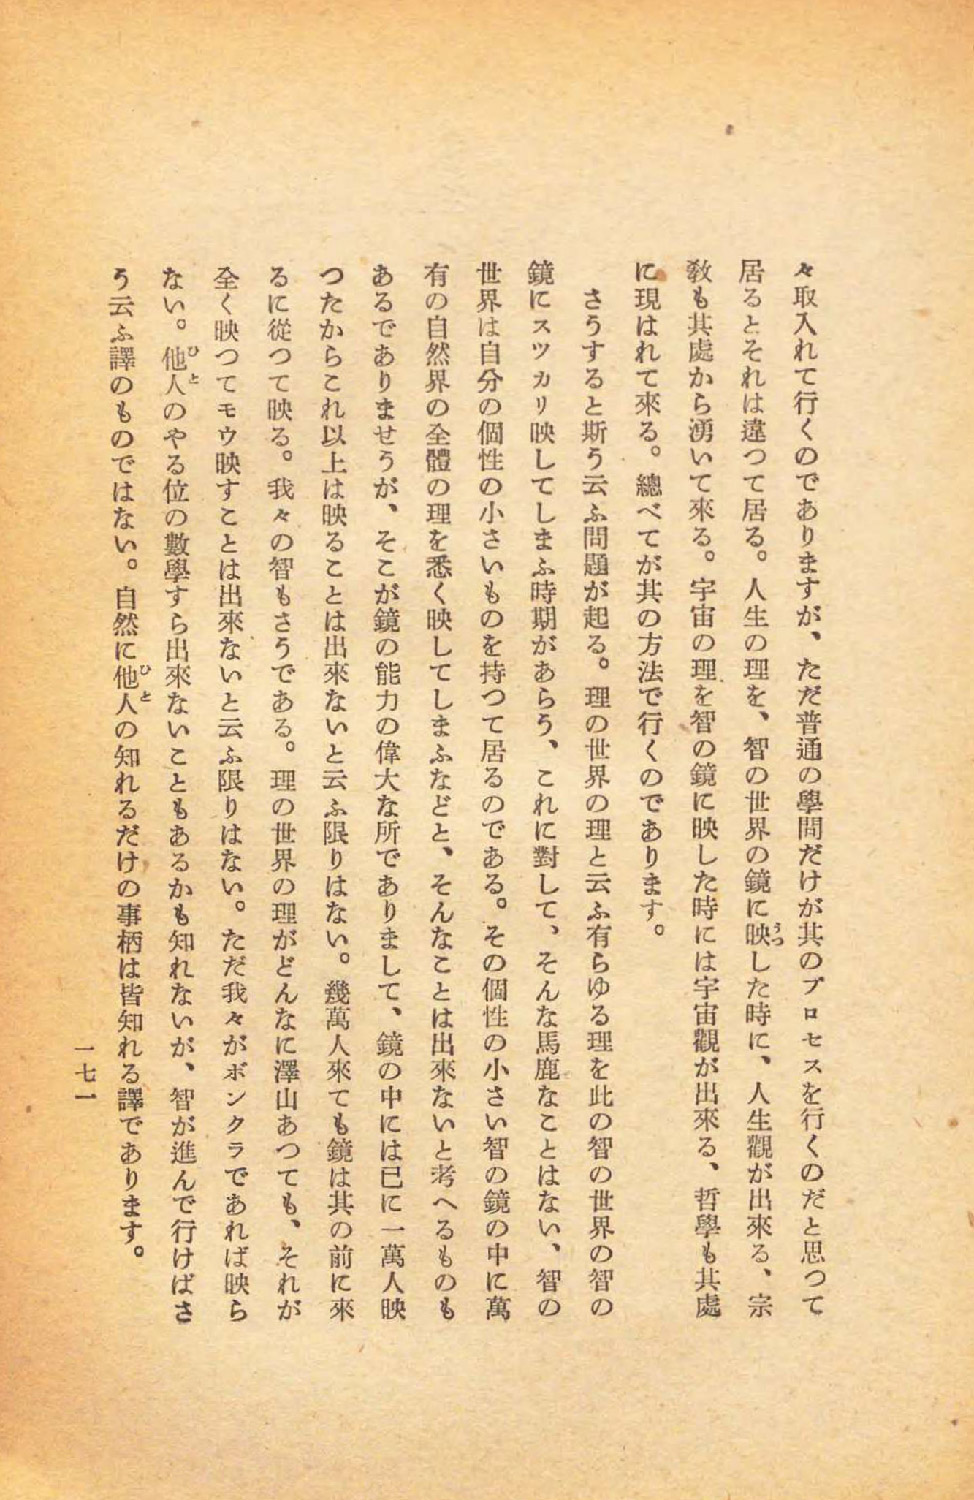 々取入れて行くのでありますが、ただ普通の學問だけが其のプロセスを行くのだと思つて
居るとそれは違つて居る。人生の理を、智の世界の鏡に映した時に、人生觀が出來る、宗
教も其處から湧いて來る。宇宙の理を智の鏡に映した時には宇宙觀が出來る、哲學も其處
に現はれて來る。總べてが其の方法で行くのであります。
さうすると斯う云ふ問題が起る。理の世界の理と云ふ有らゆる理を此の智の世界の智の
鏡にスツカリ映してしまふ時期があらう、これに對して、そんな馬鹿なことはない、智の
世界は自分の個性の小さいものを持つて居るのである。その個性の小さい智の鏡の中に萬
有の自然界の全體の理を悉く映してしまふなどと、そんなことは出來ないと考へるものも
あるでありませうが、そこが鏡の能力の偉大な所でありまして、鏡の中には已に一萬人映
つたからこれ以上は映ることは出來ないと云ふ限りはない。幾萬人來ても鏡は其の前に來
るに從つて映る。我々の智もさうである。理の世界の理がどんなに澤山あつても、それが
全く映つてモウ映すことは出來ないと云ふ限りはない。ただ我々がボンクラであれば映ら
ない。他人のやる位の數學すら出來ないこともあるかも知れないが、智が進んで行けばさ
う云ふ譯のものではない。自然に他人の知れるだけの事柄は皆知れる譯であります。
一七一